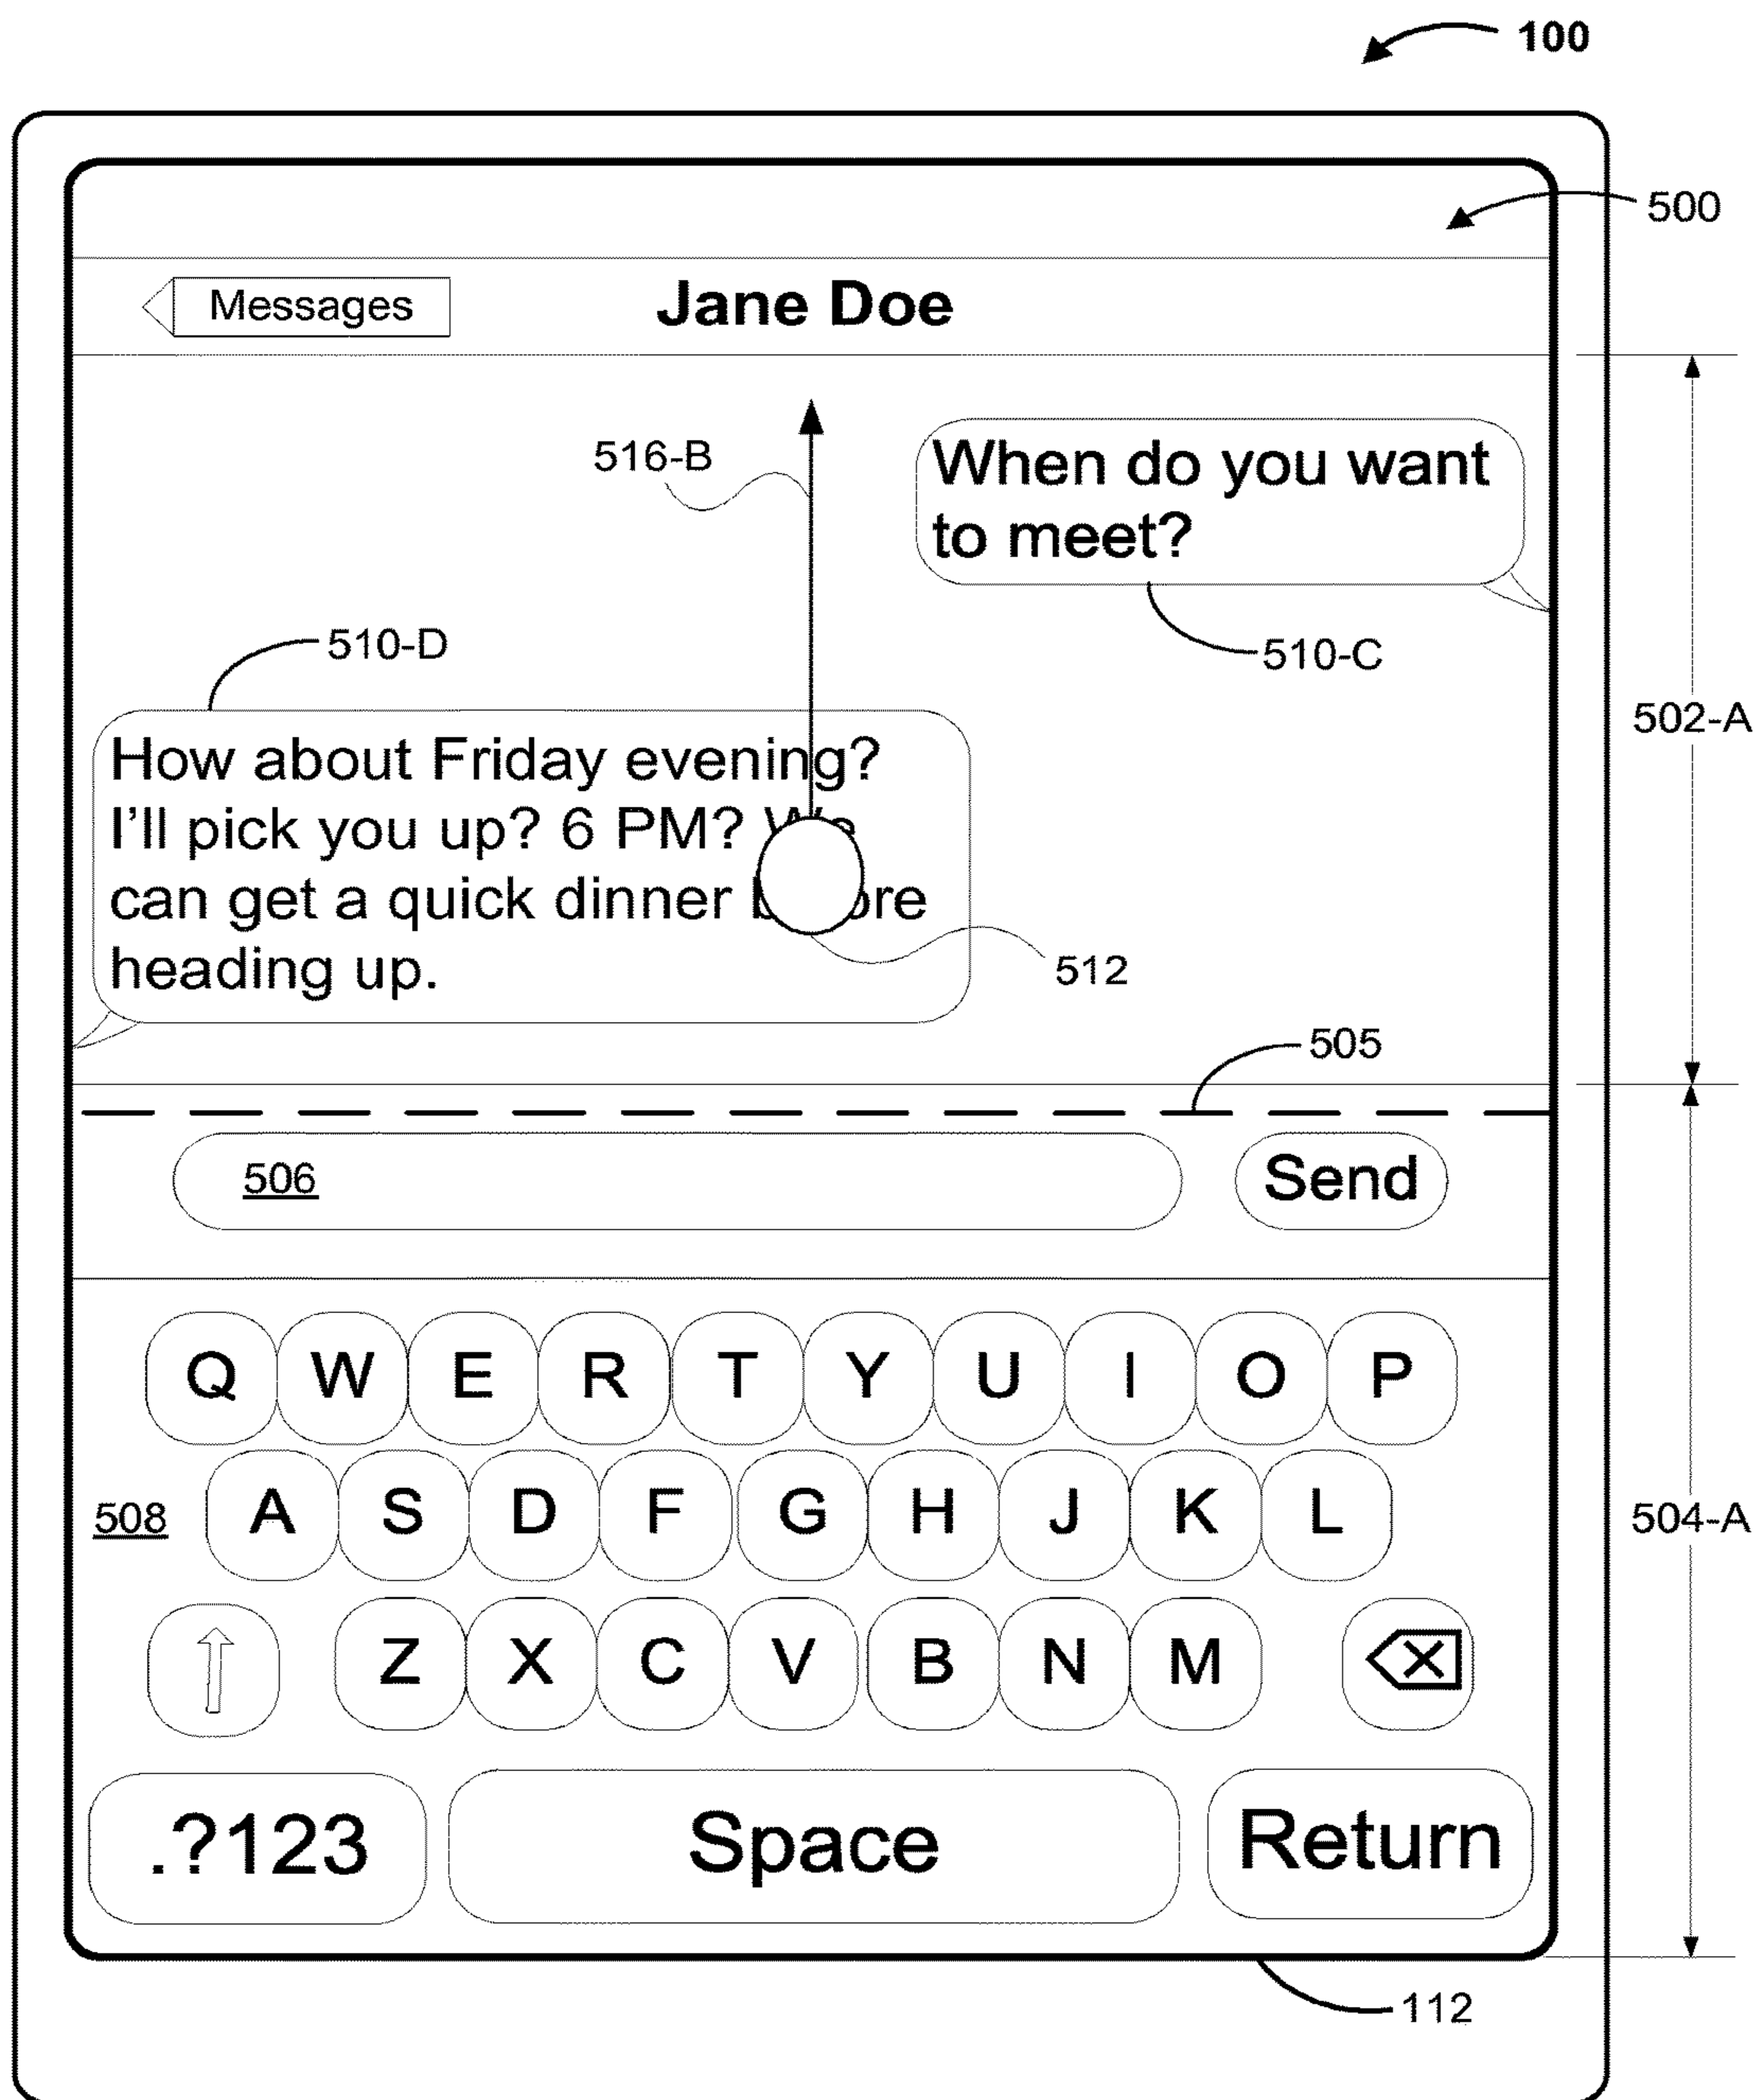 100
500
Messages
Jane Doe
516-B
When do you want
to meet?
510-C
510-D
502-A
How about Friday evening?
I'll pick you up? 6 PM?
can get a quick dinner
heading up.
512
505
506
Send
Q W E R T Y U I O P
508
A S D F G H J K L
504-A
Z X C V B N M
.?123
Space
Return
112